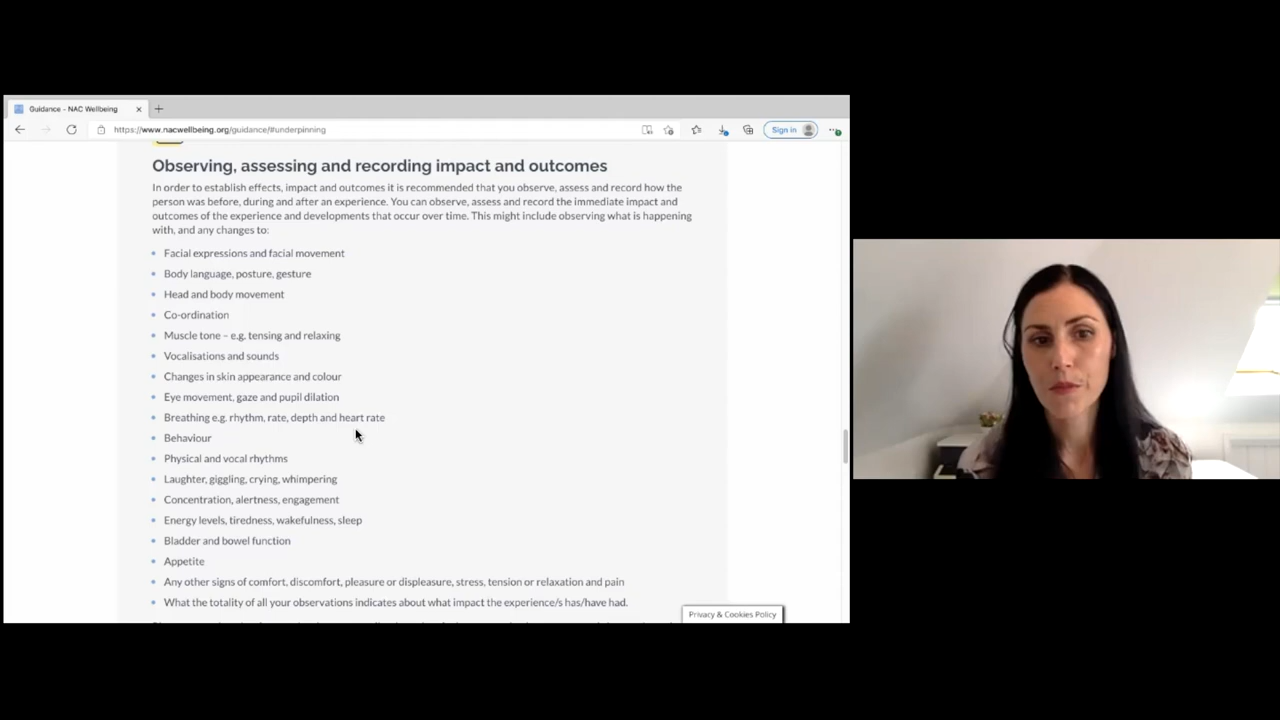 Guidance - NAC Wellbeing
https://www.nacwellbeing.org/guidance/#underpinning
Sign in
Observing, assessing and recording impact and outcomes
In order to establish effects, impact and outcomes it is recommended that you observe, assess and record how the
person was before, during and after an experience. You can observe, assess and record the immediate impact and
outcomes of the experience and developments that occur over time. This might include observing what is happening
with, and any changes to:
Facial expressions and facial movement
Body language, posture, gesture
Head and body movement
Co-ordination
Muscle tone – e.g. tensing and relaxing
Vocalisations and sounds
Changes in skin appearance and colour
Eye movement, gaze and pupil dilation
Breathing e.g. rhythm, rate, depth and heart rate
Behaviour
Physical and vocal rhythms
Laughter, giggling, crying, whimpering
Concentration, alertness, engagement
Energy levels, tiredness, wakefulness, sleep
Bladder and bowel function
Appetite
Any other signs of comfort, discomfort, pleasure or displeasure, stress, tension or relaxation and pain
What the totality of all your observations indicates about what impact the experience/s has/have had.
Privacy & Cookies Policy